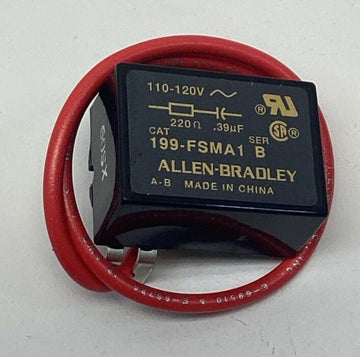 110-120V ~
220Ω .39µF
CAT SER
199-FSMA1 B
ALLEN-BRADLEY
A-B MADE IN CHINA